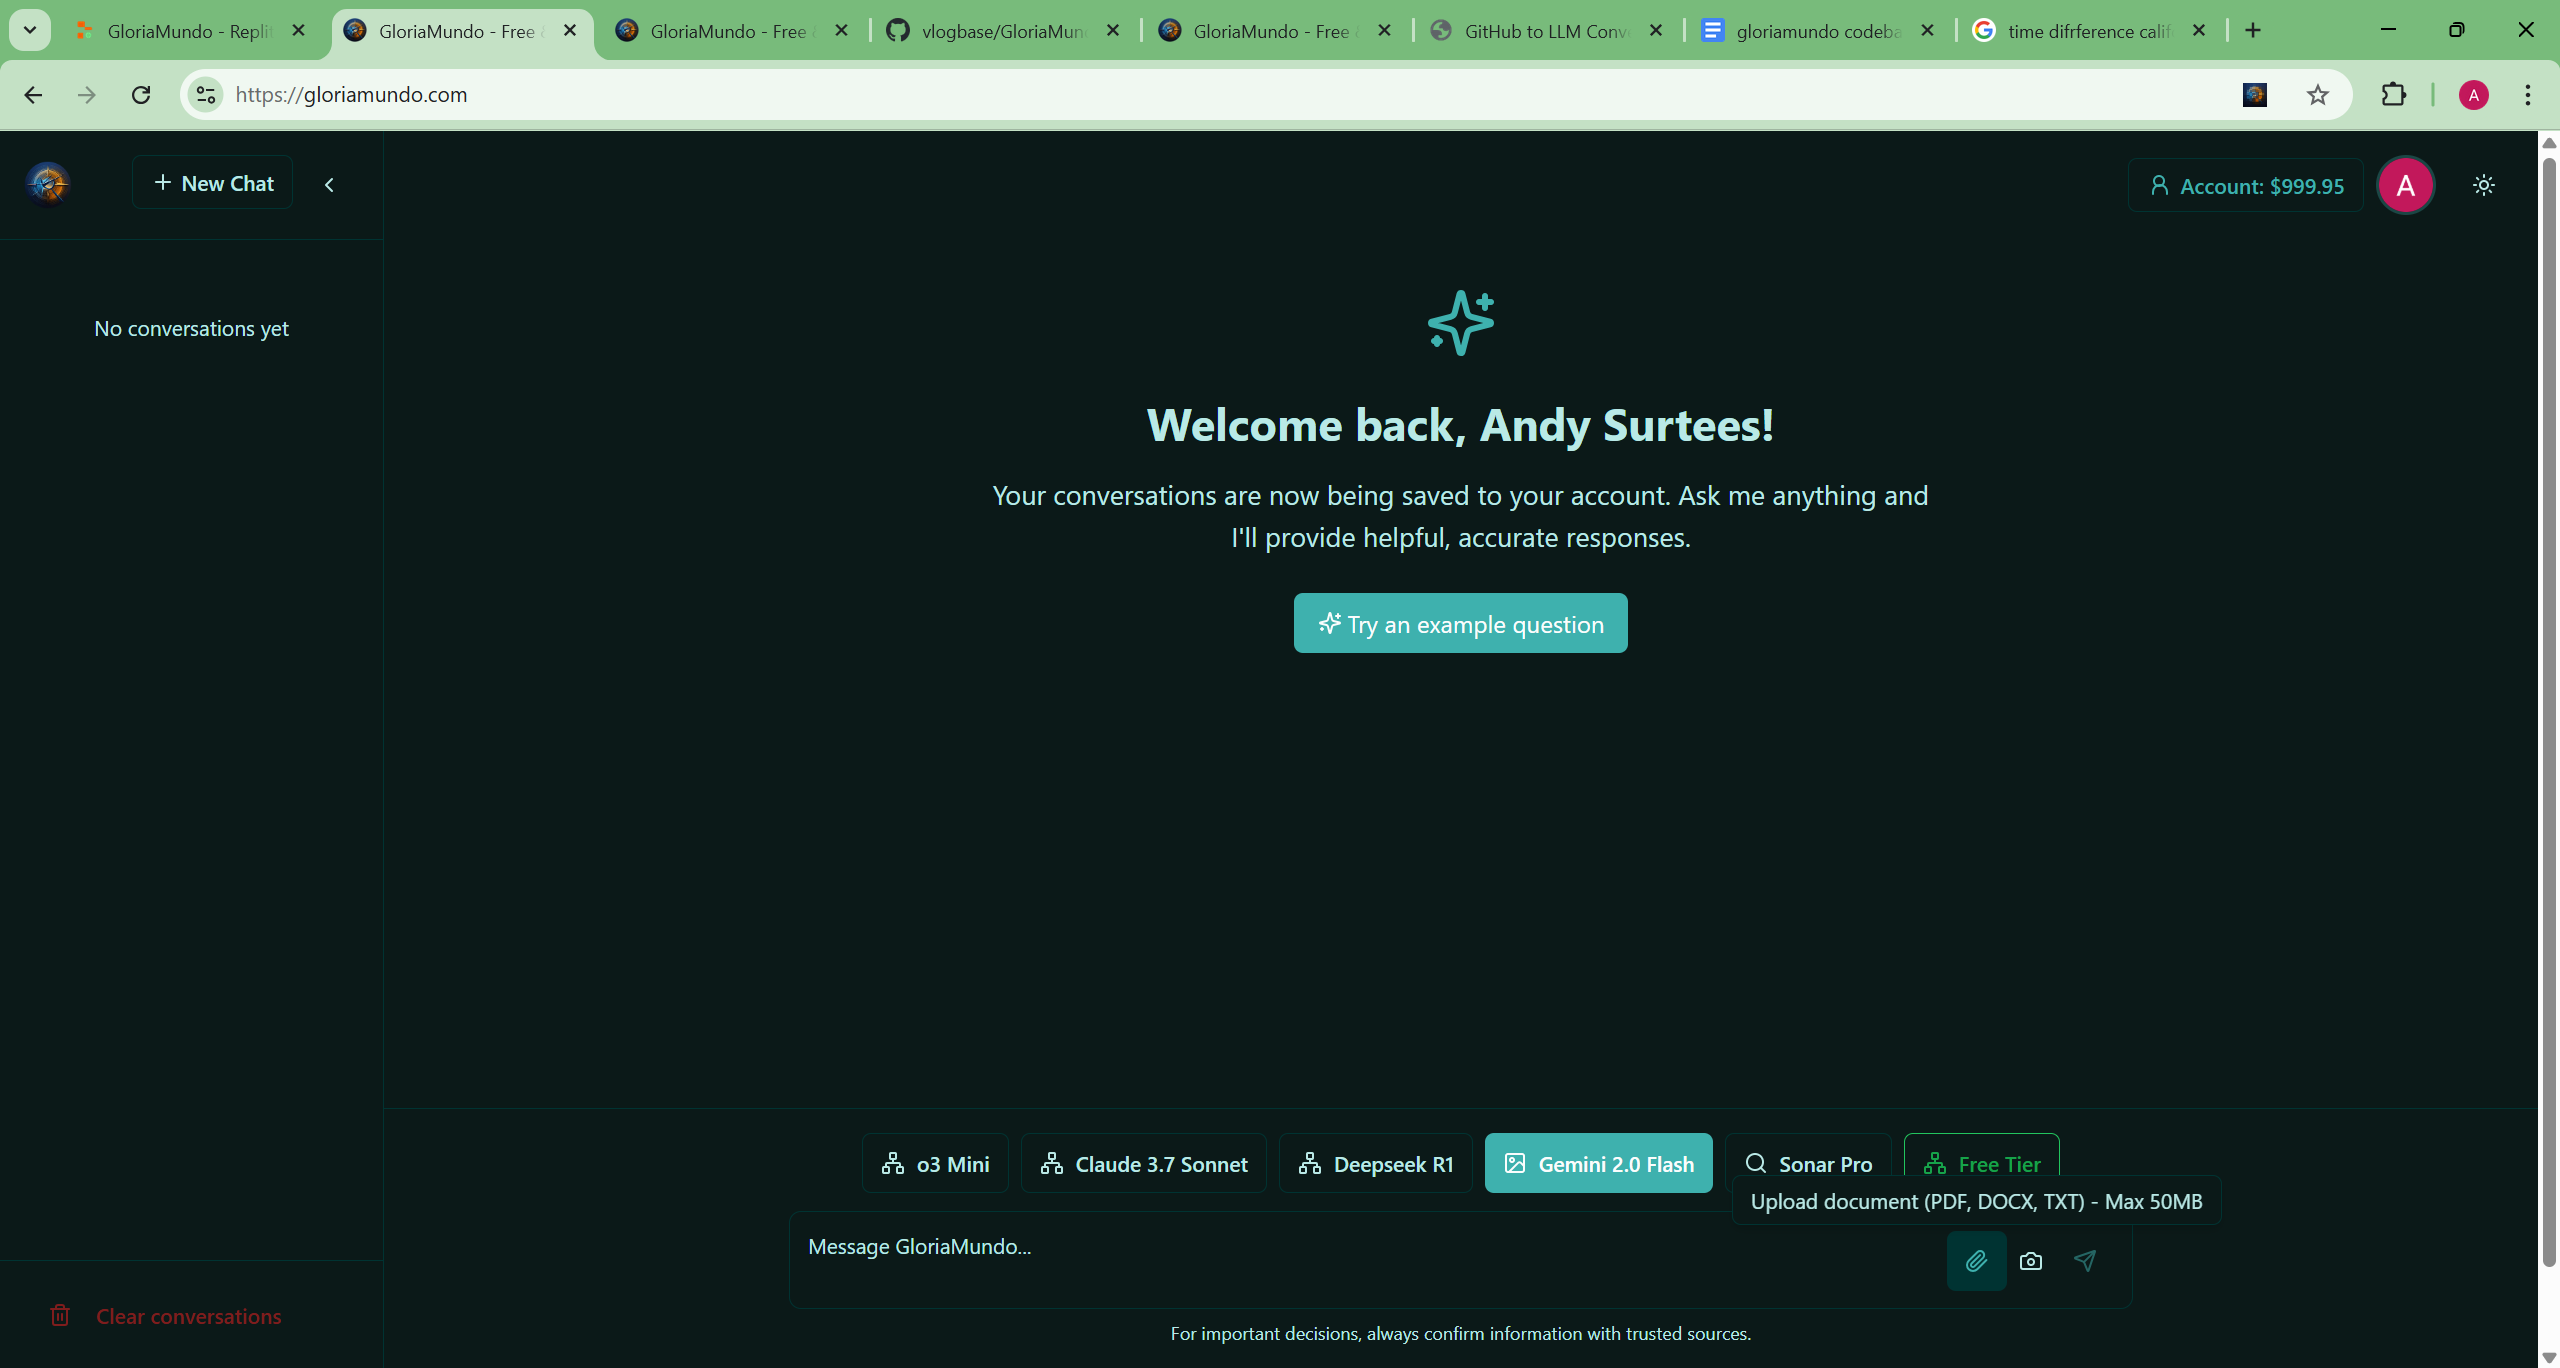 GloriaMundo - Repli
GloriaMundo - Free
GloriaMundo - Free
vlogbase/GloriaMun
GloriaMundo - Free
GitHub to LLM Conv
gloriamundo codeba
time difrference calif
https://gloriamundo.com
A
New Chat
Account: $999.95
A
No conversations yet
Welcome back, Andy Surtees!
Your conversations are now being saved to your account. Ask me anything and
I'll provide helpful, accurate responses.
Try an example question
o3 Mini
Claude 3.7 Sonnet
Deepseek R1
Gemini 2.0 Flash
Sonar Pro
Free Tier
Upload document (PDF, DOCX, TXT) - Max 50MB
Message GloriaMundo...
Clear conversations
For important decisions, always confirm information with trusted sources.